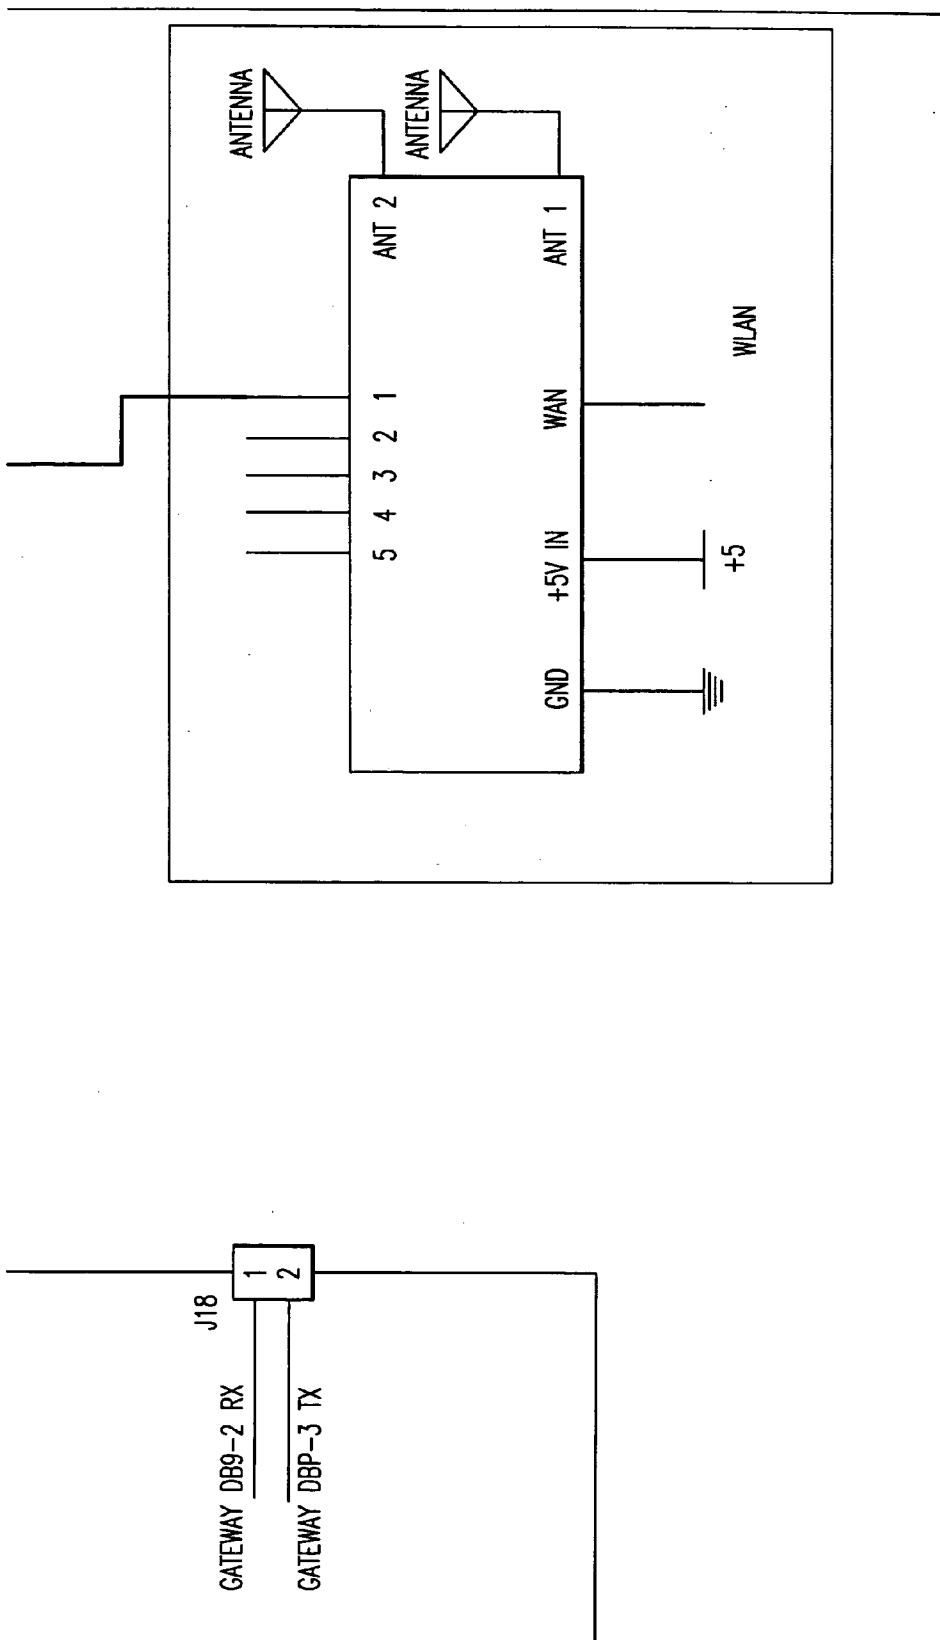 GATEWAY DB9-2 RX
GATEWAY DBP-3 TX
J18
1
2
5
4
3
2
1
ANT 2
ANTENNA
ANTENNA
GND
+5V IN
WAN
ANT 1
+5
WLAN